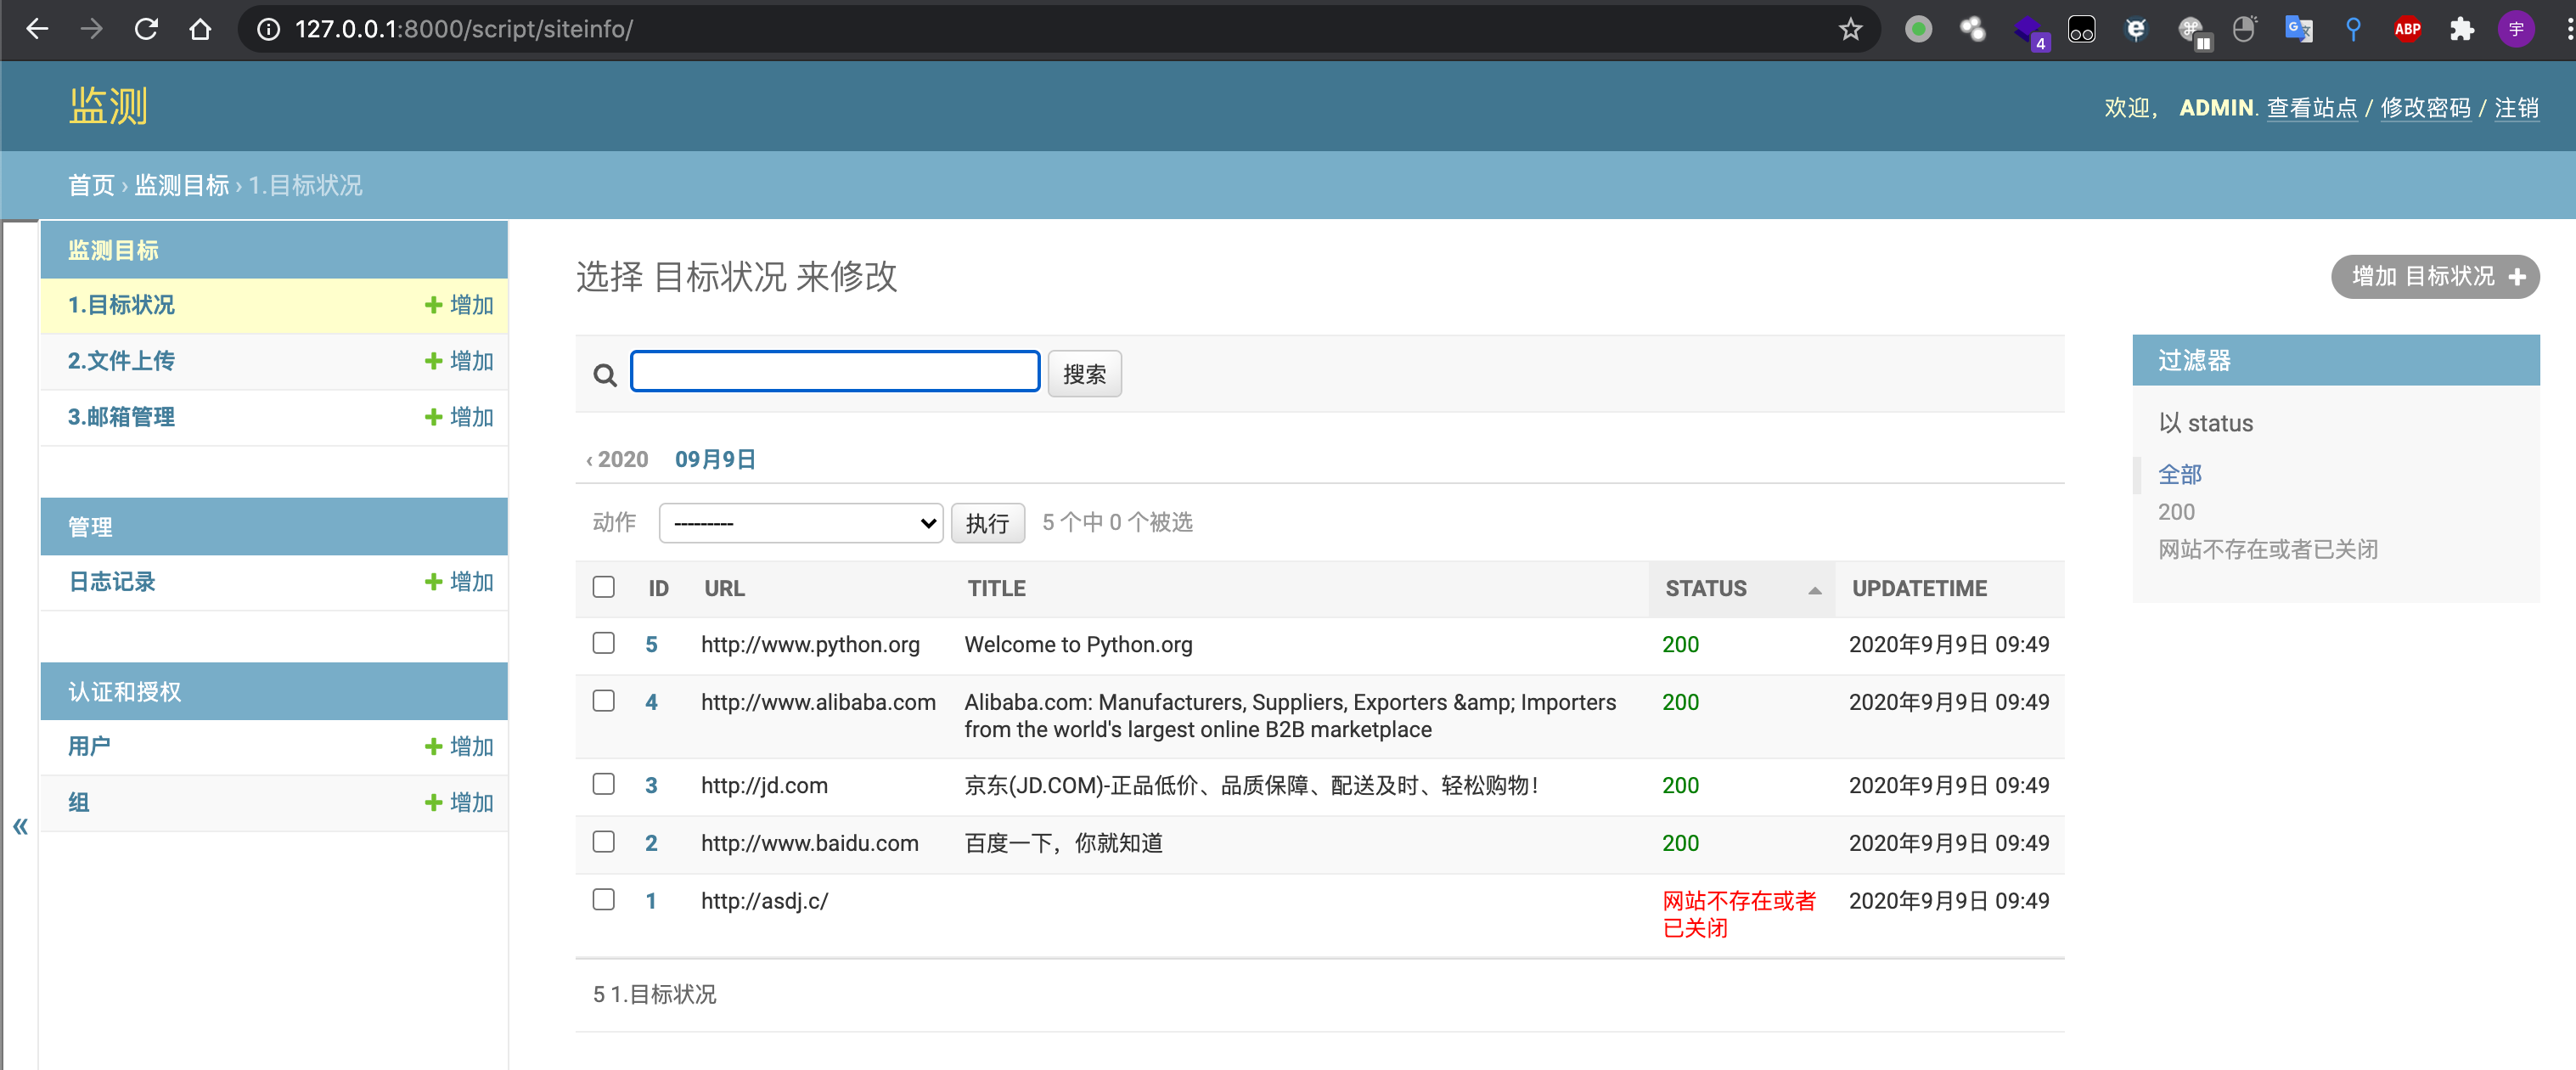 127.0.0.1:8000/script/siteinfo/
4
ABP
宇
监测
欢迎， ADMIN. 查看站点 / 修改密码 / 注销
首页 › 监测目标 › 1.目标状况
监测目标
1.目标状况 增加
2.文件上传 增加
3.邮箱管理 增加
管理
日志记录 增加
认证和授权
用户 增加
组 增加
«
选择 目标状况 来修改
增加 目标状况
搜索
‹ 2020 09月9日
动作 --------- 执行 5 个中 0 个被选
ID URL TITLE STATUS UPDATETIME
5 http://www.python.org Welcome to Python.org 200 2020年9月9日 09:49
4 http://www.alibaba.com Alibaba.com: Manufacturers, Suppliers, Exporters &amp; Importers 200 2020年9月9日 09:49
from the world's largest online B2B marketplace
3 http://jd.com 京东(JD.COM)-正品低价、品质保障、配送及时、轻松购物！ 200 2020年9月9日 09:49
2 http://www.baidu.com 百度一下，你就知道 200 2020年9月9日 09:49
1 http://asdj.c/ 网站不存在或者 2020年9月9日 09:49
已关闭
5 1.目标状况
过滤器
以 status
全部
200
网站不存在或者已关闭